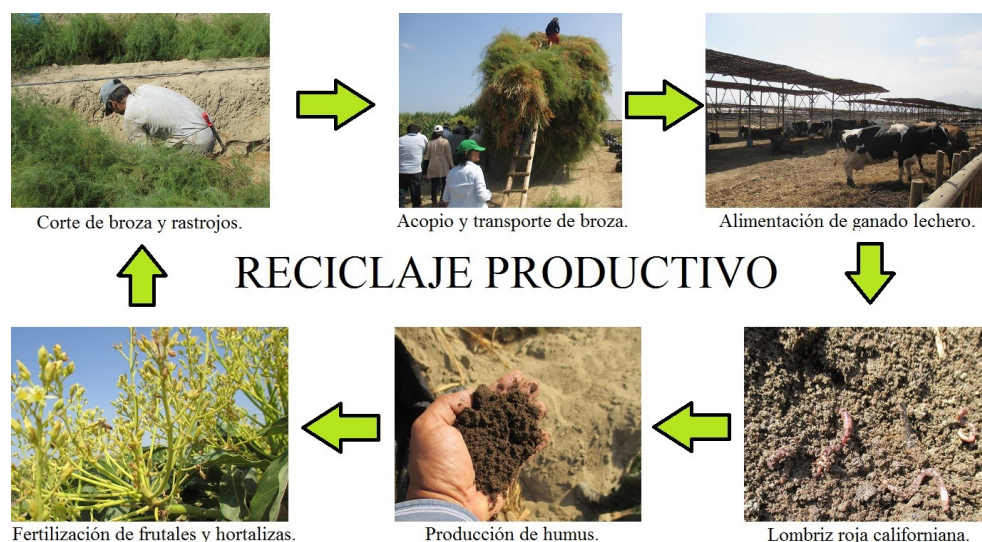 Corte de broza y rastrojos.
Acopio y transporte de broza.
Alimentación de ganado lechero.
RECICLAJE PRODUCTIVO
Fertilización de frutales y hortalizas.
Producción de humus.
Lombriz roja californiana.